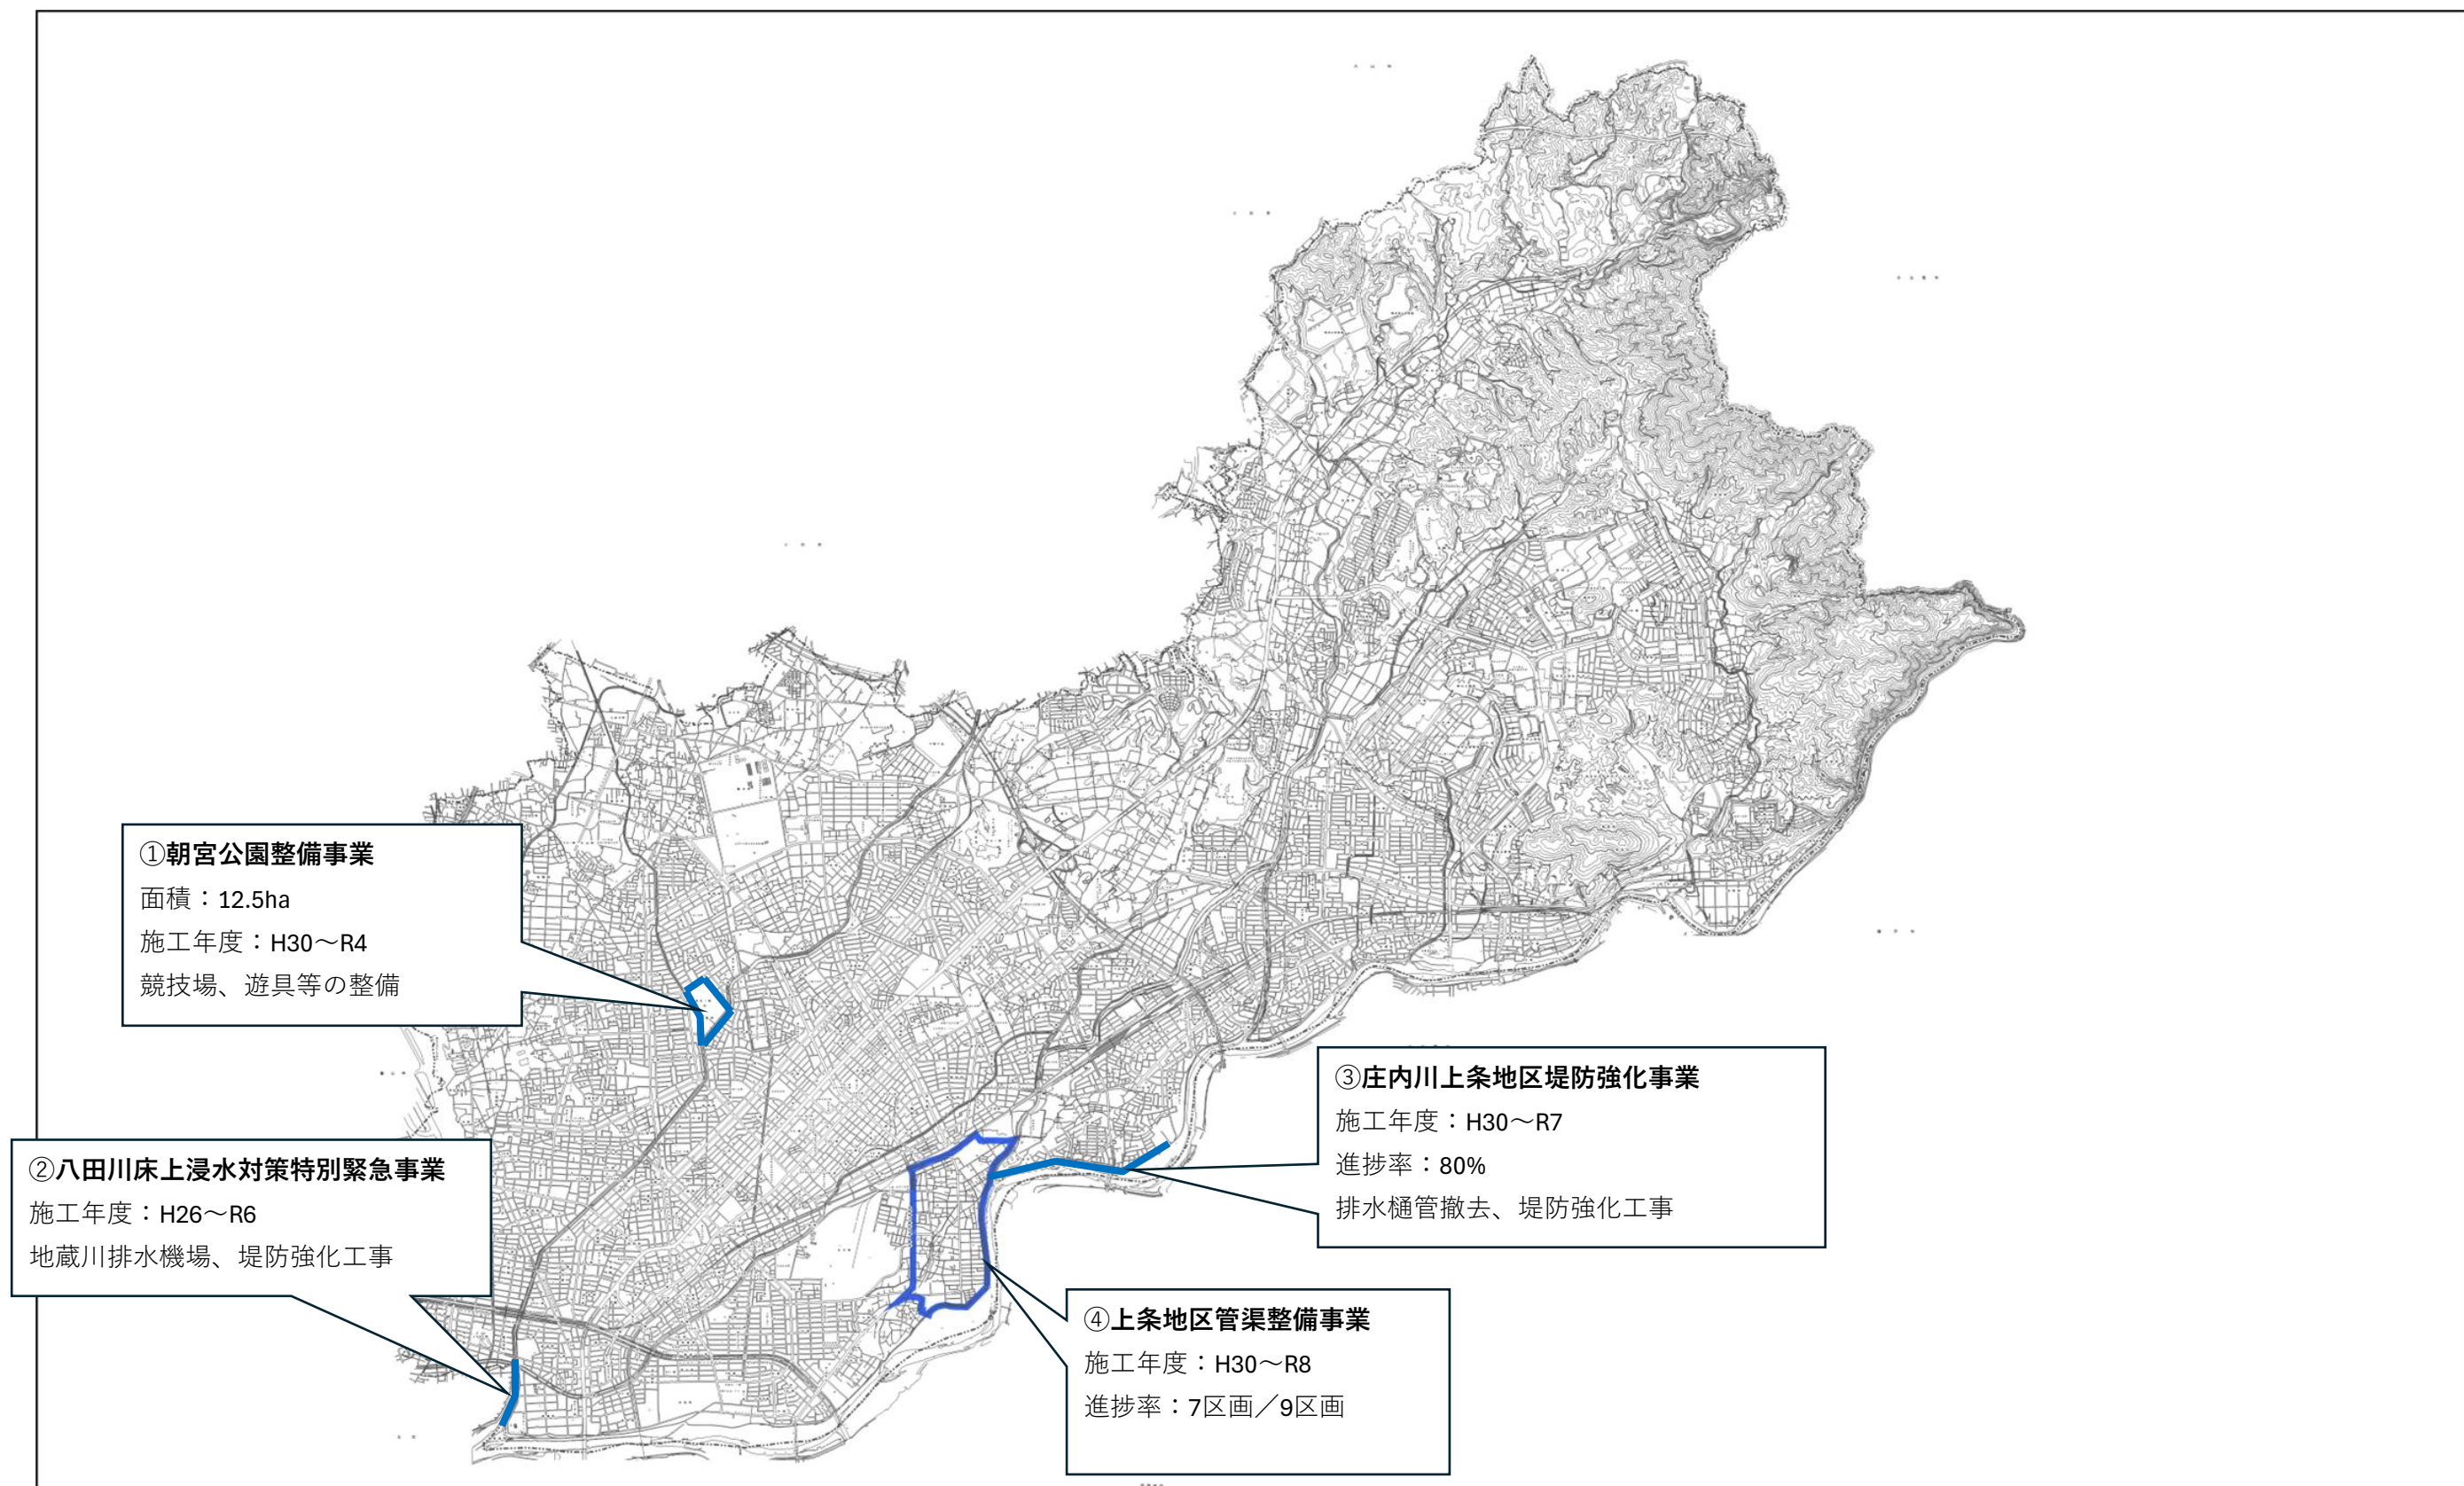 ①朝宮公園整備事業
面積：12.5ha
施工年度：H30～R4
競技場、遊具等の整備
②八田川床上浸水対策特別緊急事業
施工年度：H26～R6
地蔵川排水機場、堤防強化工事
③庄内川上条地区堤防強化事業
施工年度：H30～R7
進捗率：80%
排水樋管撤去、堤防強化工事
④上条地区管渠整備事業
施工年度：H30～R8
進捗率：7区画／9区画